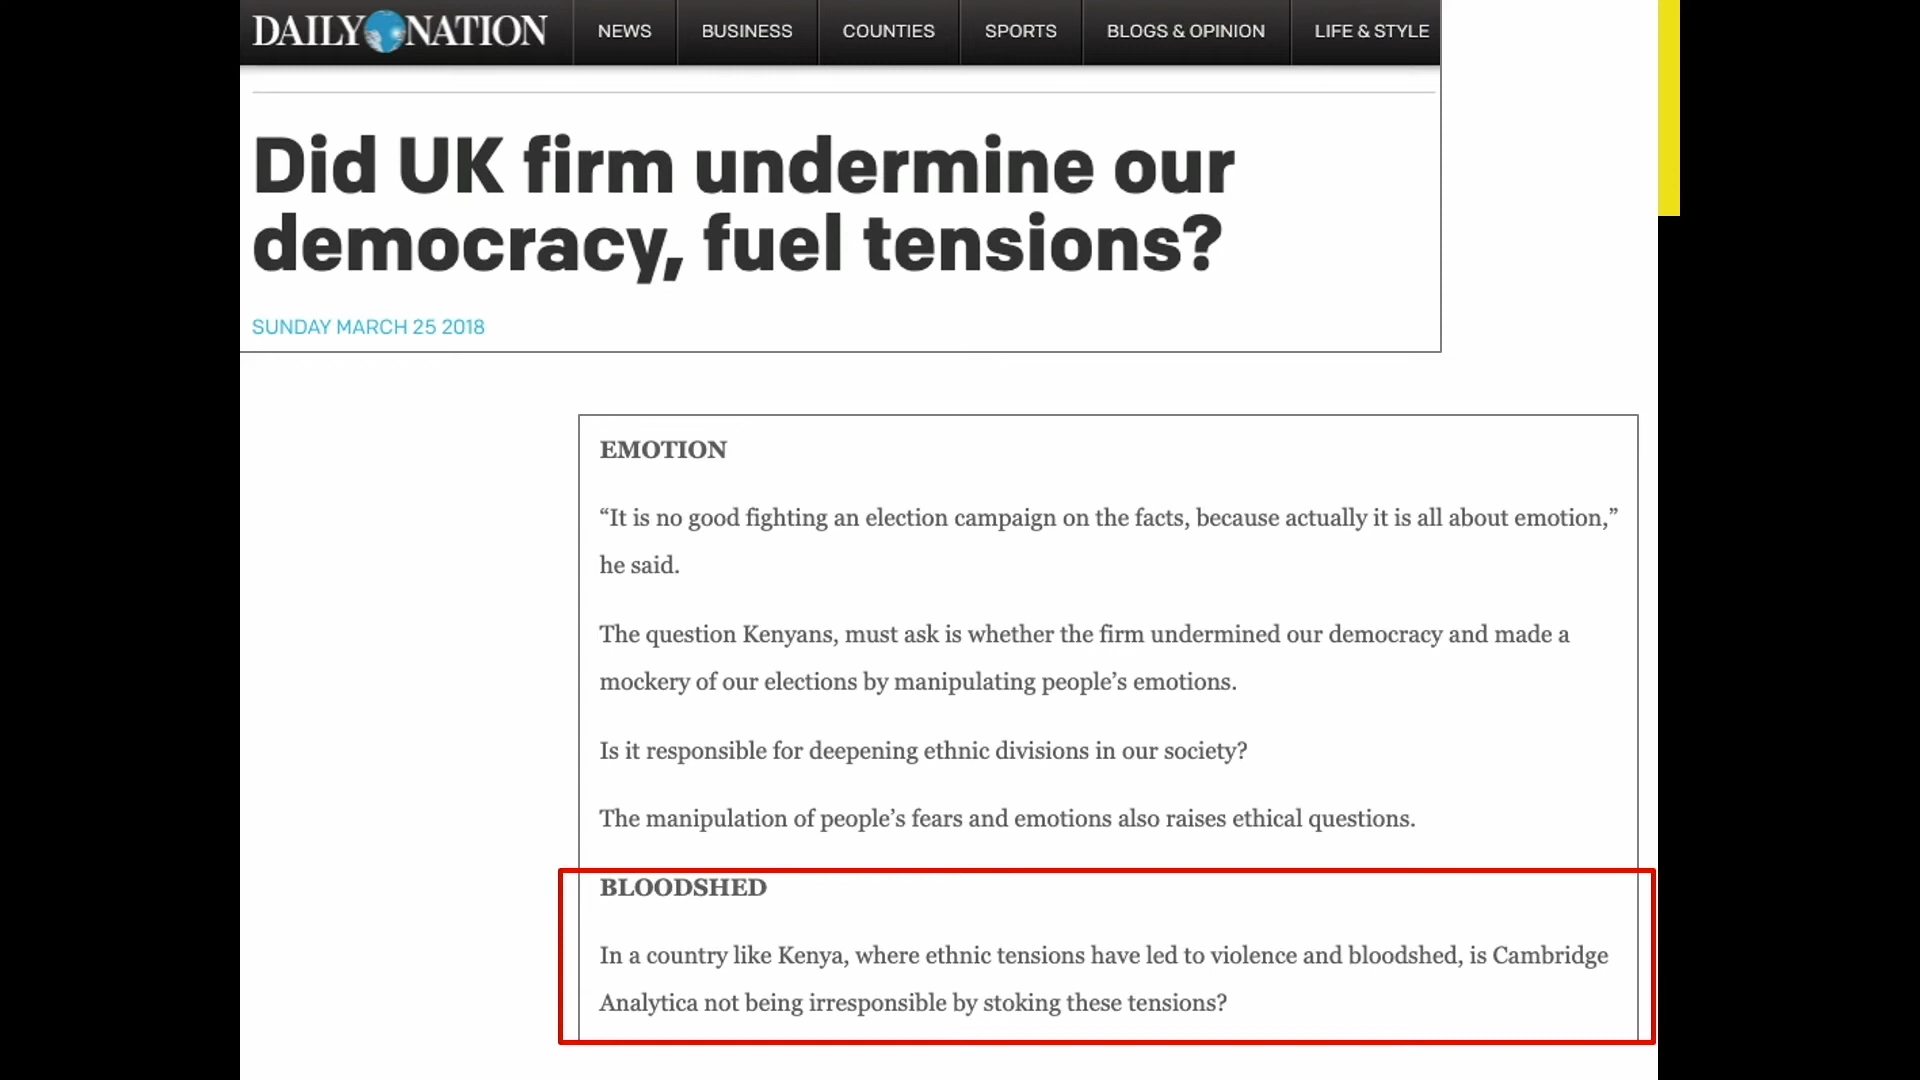 DAILY NATION NEWS BUSINESS COUNTIES SPORTS BLOGS & OPINION LIFE & STYLE
Did UK firm undermine our
democracy, fuel tensions?
SUNDAY MARCH 25 2018
EMOTION
“It is no good fighting an election campaign on the facts, because actually it is all about emotion,”
he said.
The question Kenyans, must ask is whether the firm undermined our democracy and made a
mockery of our elections by manipulating people’s emotions.
Is it responsible for deepening ethnic divisions in our society?
The manipulation of people’s fears and emotions also raises ethical questions.
BLOODSHED
In a country like Kenya, where ethnic tensions have led to violence and bloodshed, is Cambridge
Analytica not being irresponsible by stoking these tensions?